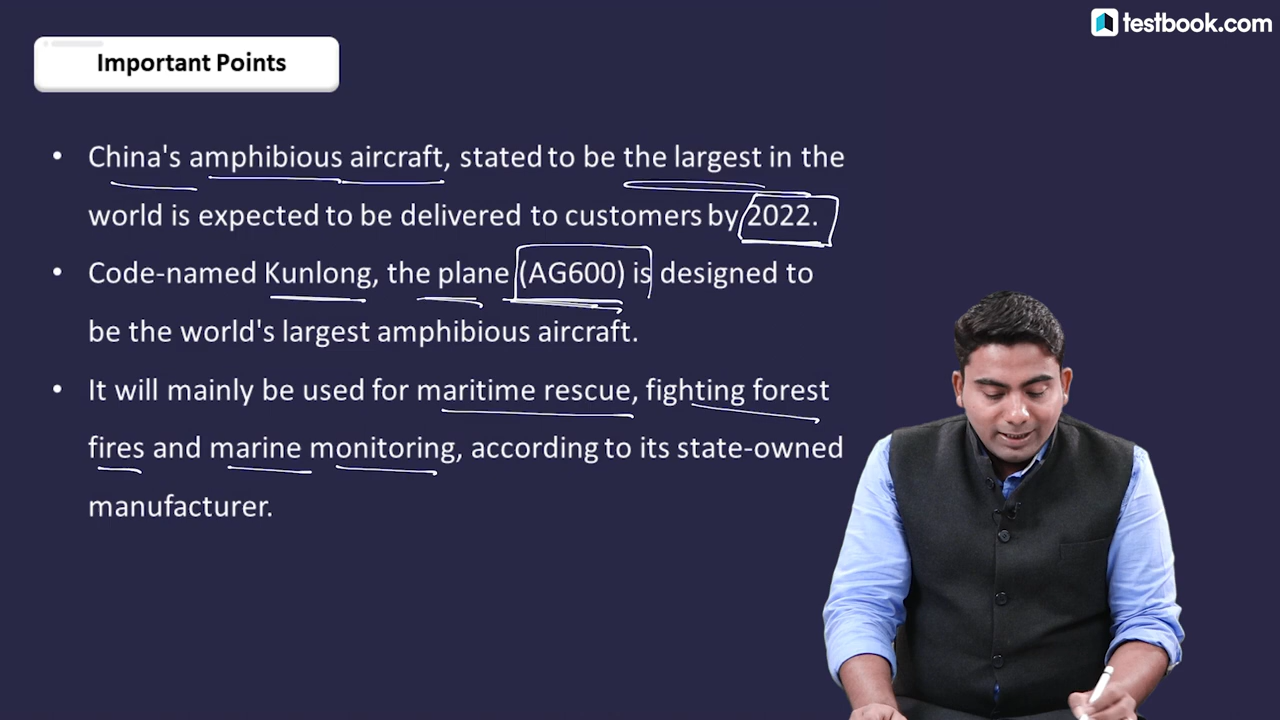 testbook.com
Important Points
• China's amphibious aircraft, stated to be the largest in the
world is expected to be delivered to customers by 2022.
• Code-named Kunlong, the plane (AG600) is designed to
be the world's largest amphibious aircraft.
• It will mainly be used for maritime rescue, fighting forest
fires and marine monitoring, according to its state-owned
manufacturer.